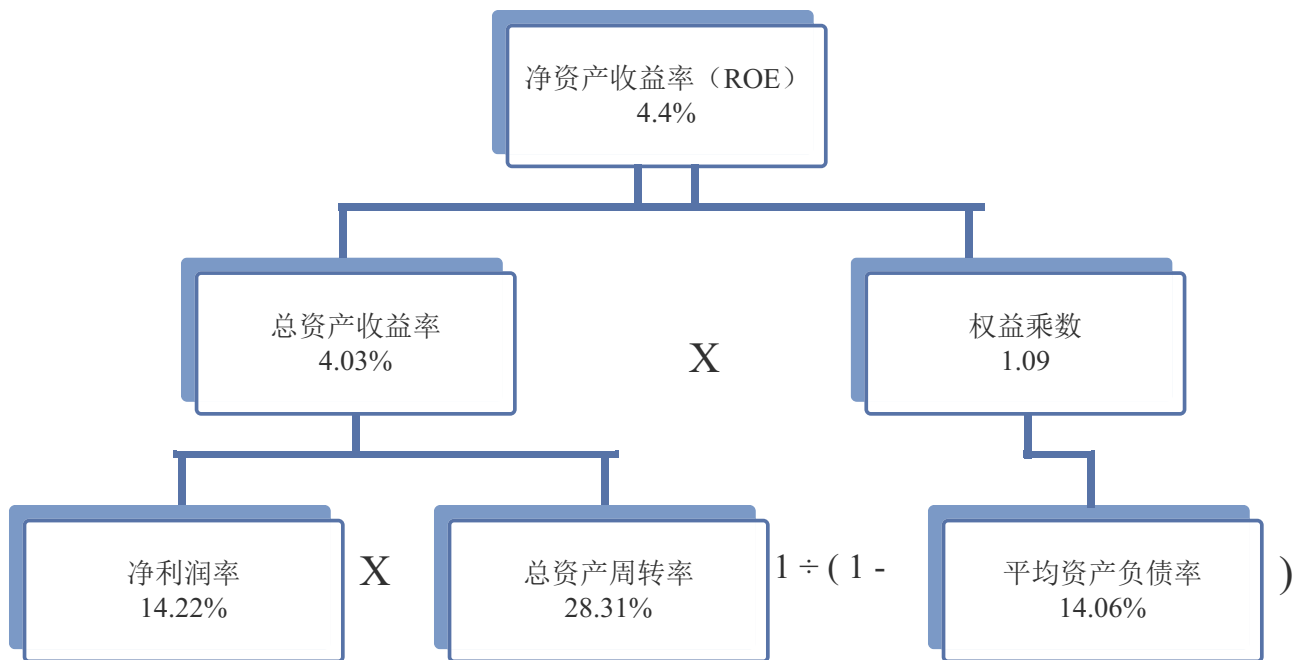 净资产收益率（ROE）
4.4%
总资产收益率
4.03%
X
权益乘数
1.09
净利润率
14.22%
X
总资产周转率
28.31%
1 ÷ ( 1 -
平均资产负债率
14.06%
)